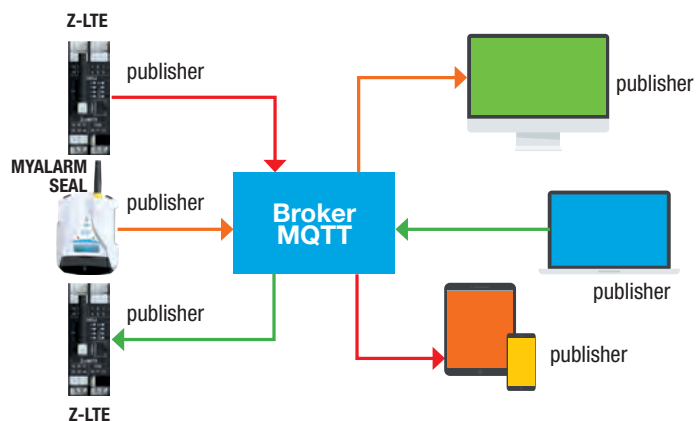 Z-LTE
publisher
MYALARM
SEAL
publisher
publisher
Z-LTE
Broker
MQTT
publisher
publisher
publisher